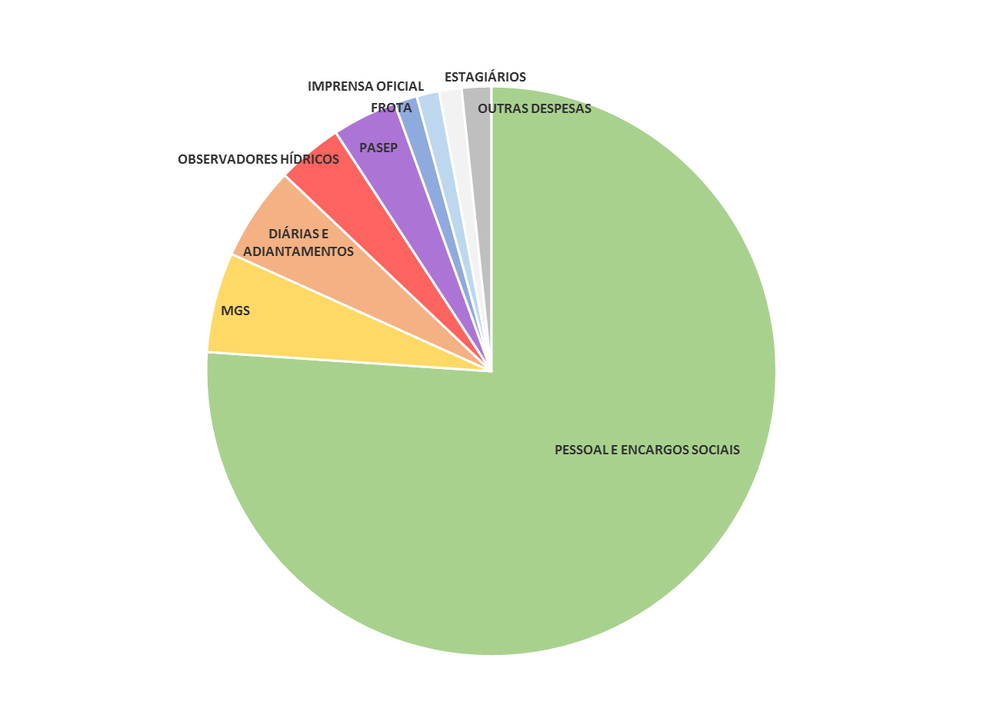 ESTAGIÁRIOS
IMPRENSA OFICIAL
FROTA
OUTRAS DESPESAS
PASEP
OBSERVADORES HÍDRICOS
DIÁRIAS E
ADIANTAMENTOS
MGS
PESSOAL E ENCARGOS SOCIAIS